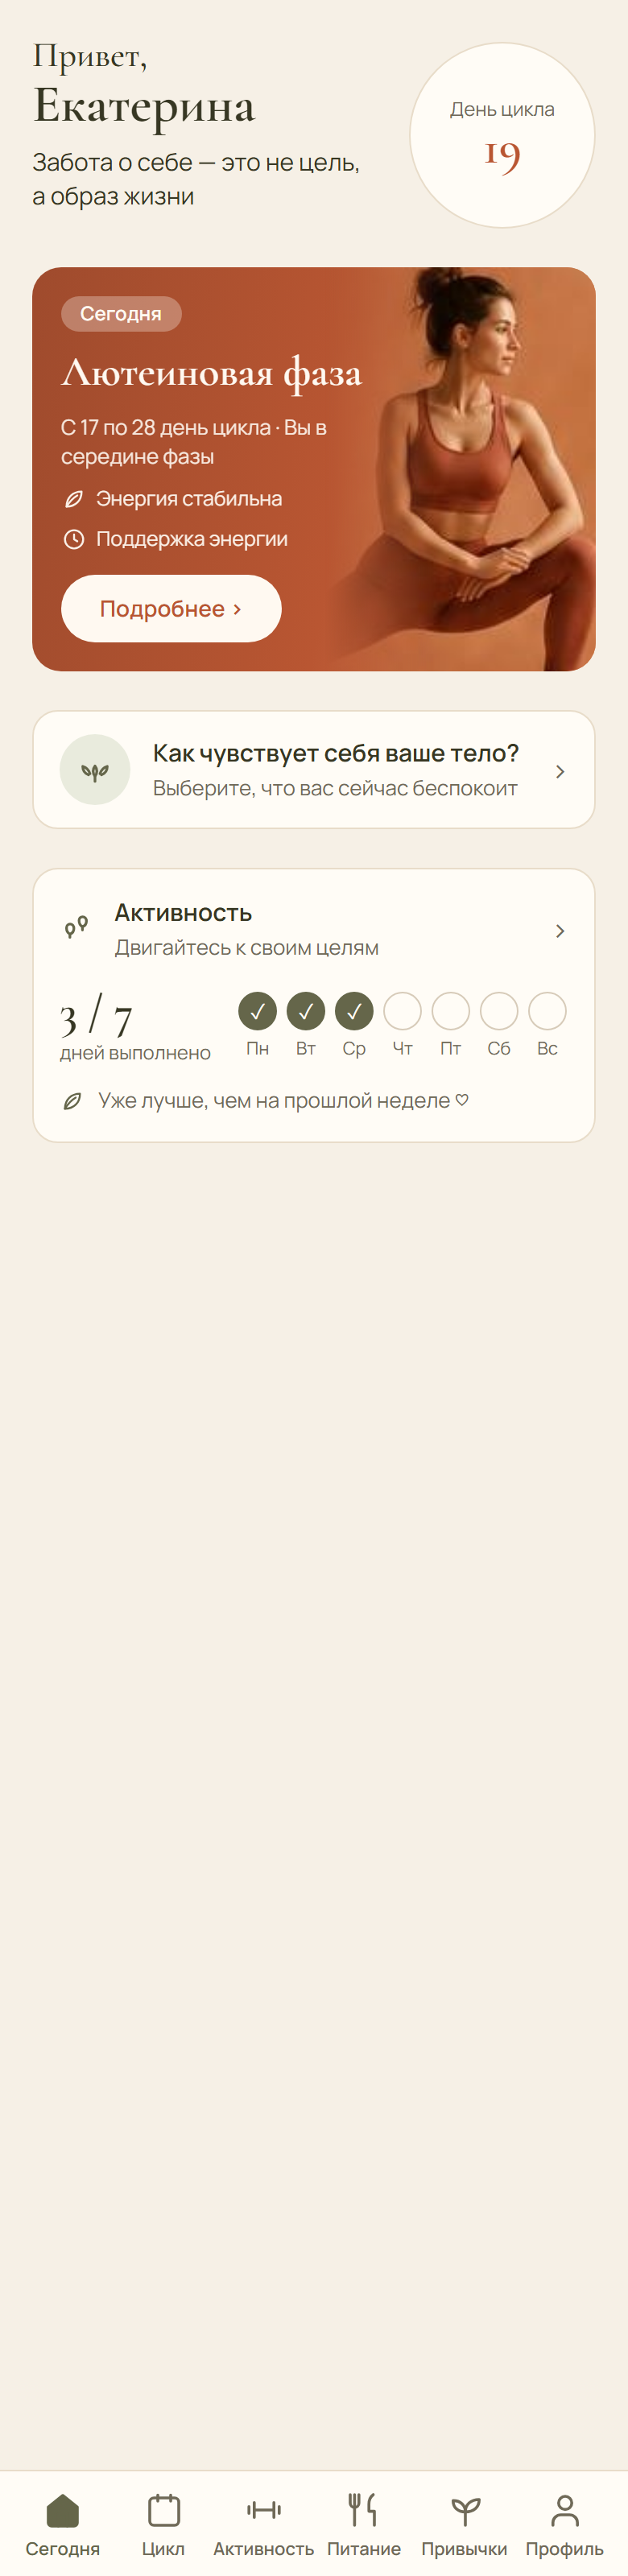 Привет,
Екатерина
Забота о себе — это не цель,
а образ жизни
День цикла
19
Сегодня
Лютеиновая фаза
С 17 по 28 день цикла · Вы в
середине фазы
Энергия стабильна
Поддержка энергии
Подробнее ›
Как чувствует себя ваше тело?
Выберите, что вас сейчас беспокоит
Активность
Двигайтесь к своим целям
3 / 7
дней выполнено
✓ ✓ ✓
Пн Вт Ср Чт Пт Сб Вс
Уже лучше, чем на прошлой неделе ♡
Сегодня Цикл Активность Питание Привычки Профиль